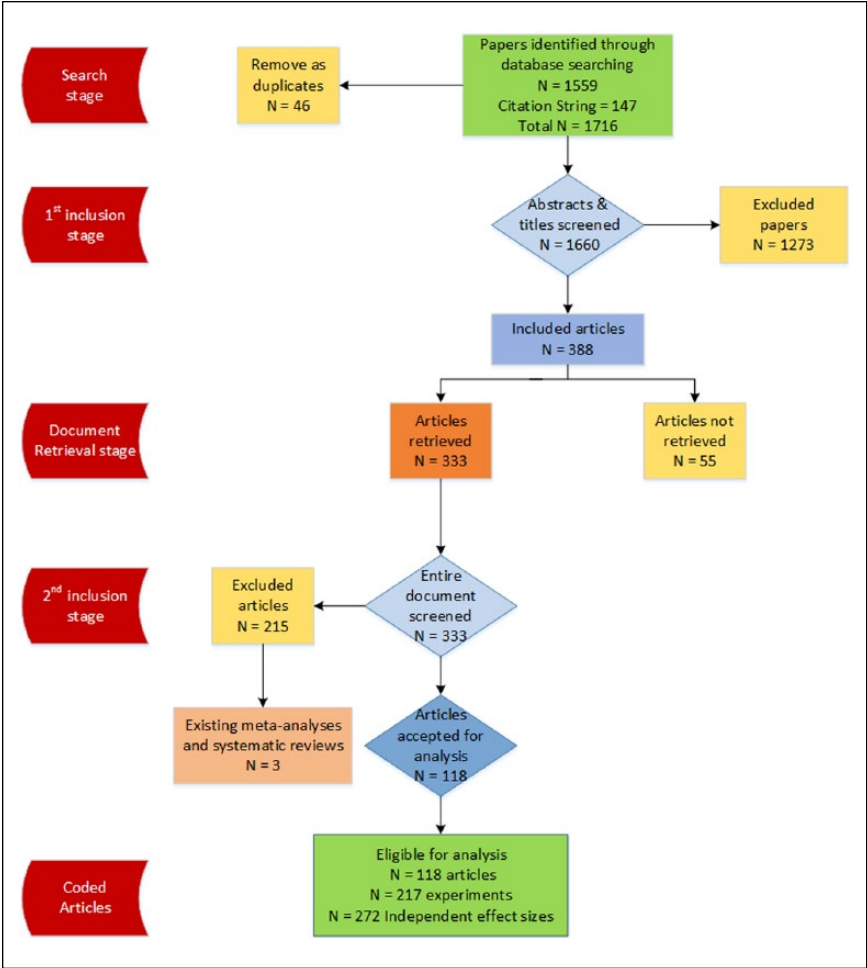 Search
stage
Remove as
duplicates
N = 46
Papers identified through
database searching
N = 1559
Citation String = 147
Total N = 1716
1st inclusion
stage
Abstracts &
titles screened
N = 1660
Excluded
papers
N = 1273
Included articles
N = 388
Document
Retrieval stage
Articles
retrieved
N = 333
Articles not
retrieved
N = 55
2nd inclusion
stage
Excluded
articles
N = 215
Entire
document
screened
N = 333
Existing meta-analyses
and systematic reviews
N = 3
Articles
accepted for
analysis
N = 118
Coded
Articles
Eligible for analysis
N = 118 articles
N = 217 experiments
N = 272 Independent effect sizes